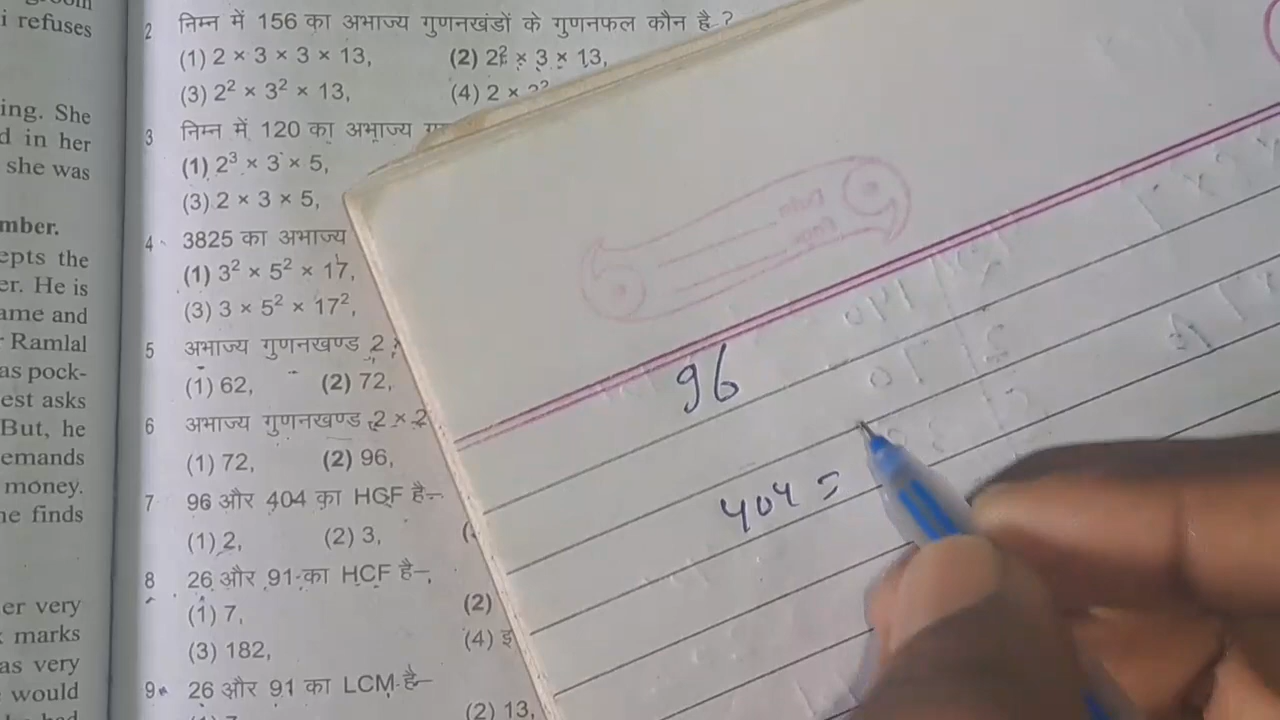 i refuses
ing. She
d in her
she was
mber.
epts the
er. He is
ame and
Ramlal
as pock-
est asks
But, he
emands
money.
he finds
er very
marks
as very
would
2 निम्न में 156 का अभाज्य गुणनखंडों के गुणनफल कौन है ?
(1) 2 × 3 × 3 × 13, (2) 2² × 3 × 13,
(3) 2² × 3² × 13, (4) 2 ×
3 निम्न में 120 का अभाज्य
(1) 2³ × 3 × 5,
(3) 2 × 3 × 5,
4 3825 का अभाज्य
(1) 3² × 5² × 17,
(3) 3 × 5² × 17²,
5 अभाज्य गुणनखण्ड 2
(1) 62, (2) 72,
6 अभाज्य गुणनखण्ड 2 × 2
(1) 72, (2) 96,
7 96 और 404 का HCF है–
(1) 2, (2) 3,
8 26 और 91 का HCF है–
(1) 7, (2)
(3) 182, (4)
9 26 और 91 का LCM है–
(2) 13,
96
404 =